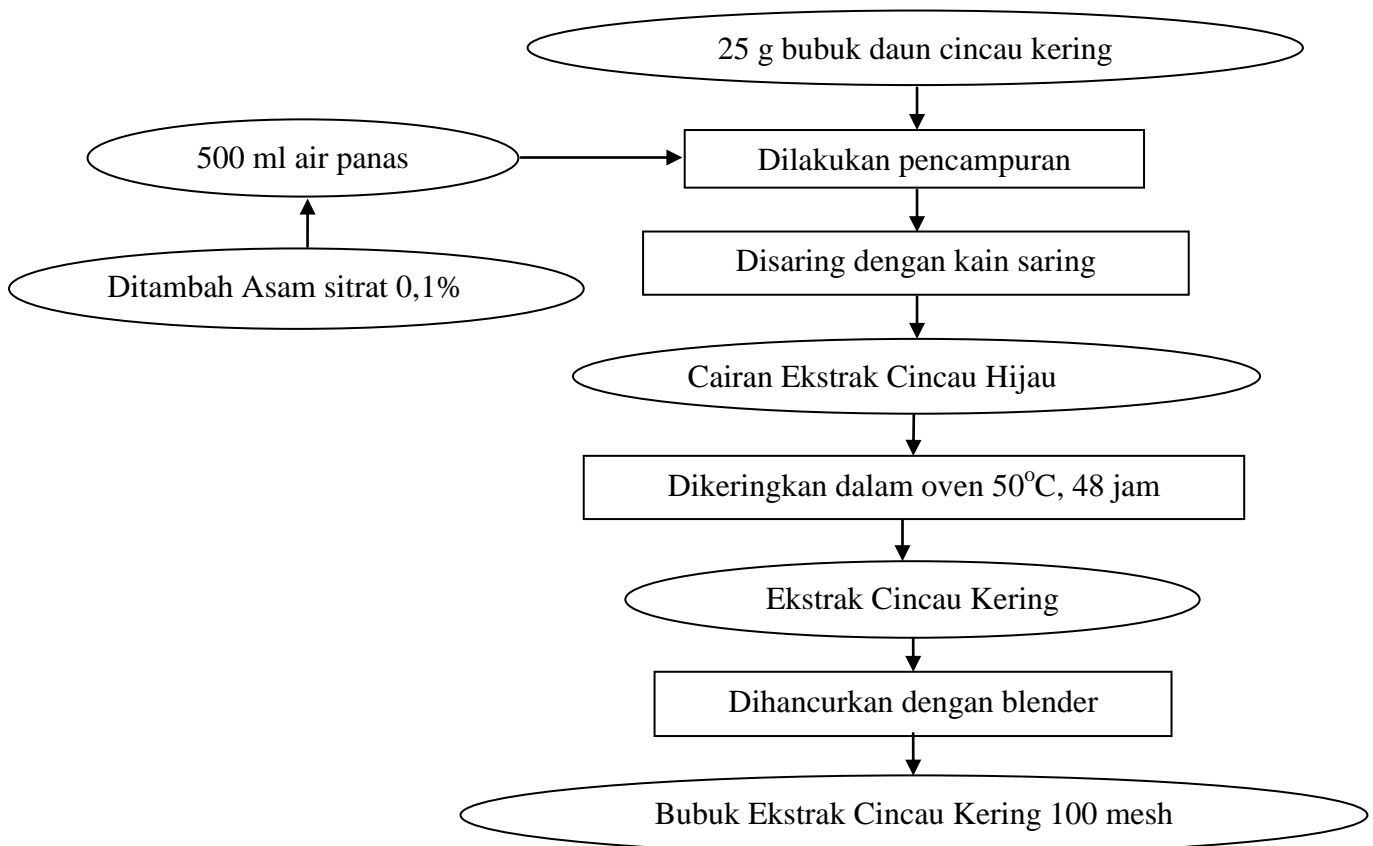 25 g bubuk daun cincau kering
500 ml air panas
Dilakukan pencampuran
Ditambah Asam sitrat 0,1%
Disaring dengan kain saring
Cairan Ekstrak Cincau Hijau
Dikeringkan dalam oven 50°C, 48 jam
Ekstrak Cincau Kering
Dihancurkan dengan blender
Bubuk Ekstrak Cincau Kering 100 mesh